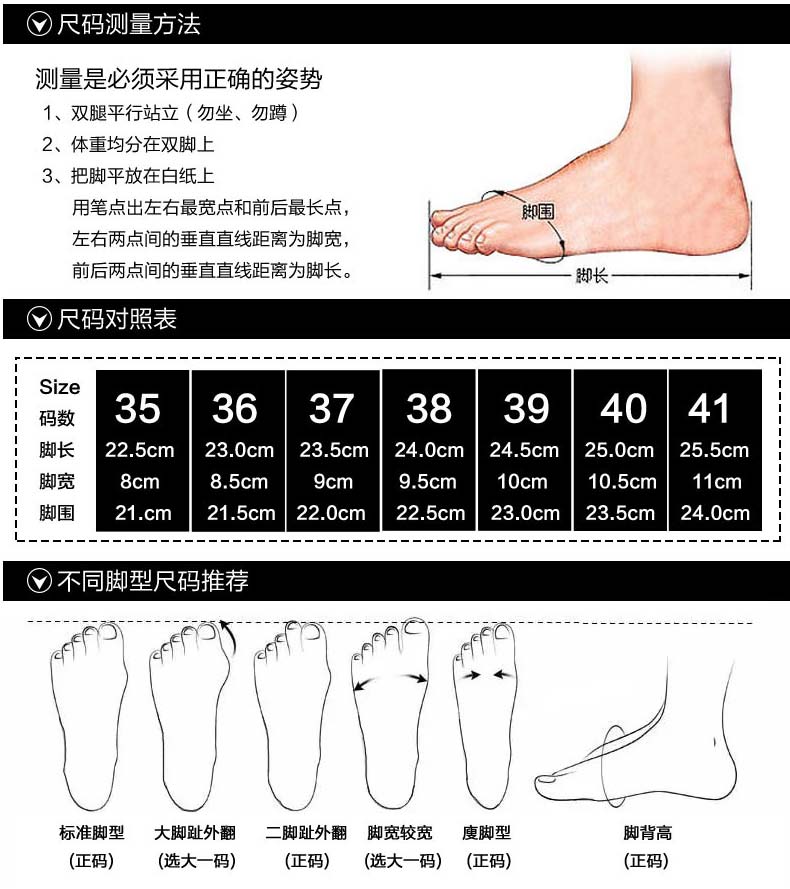 尺码测量方法
测量是必须采用正确的姿势
1、双腿平行站立（勿坐、勿蹲）
2、体重均分在双脚上
3、把脚平放在白纸上
用笔点出左右最宽点和前后最长点，
左右两点间的垂直直线距离为脚宽，
前后两点间的垂直直线距离为脚长。
脚围
脚长
尺码对照表
Size 码数 35 36 37 38 39 40 41
脚长 22.5cm 23.0cm 23.5cm 24.0cm 24.5cm 25.0cm 25.5cm
脚宽 8cm 8.5cm 9cm 9.5cm 10cm 10.5cm 11cm
脚围 21.cm 21.5cm 22.0cm 22.5cm 23.0cm 23.5cm 24.0cm
不同脚型尺码推荐
标准脚型 大脚趾外翻 二脚趾外翻 脚宽较宽 廋脚型 脚背高
(正码) (选大一码) (正码) (选大一码) (正码) (正码)